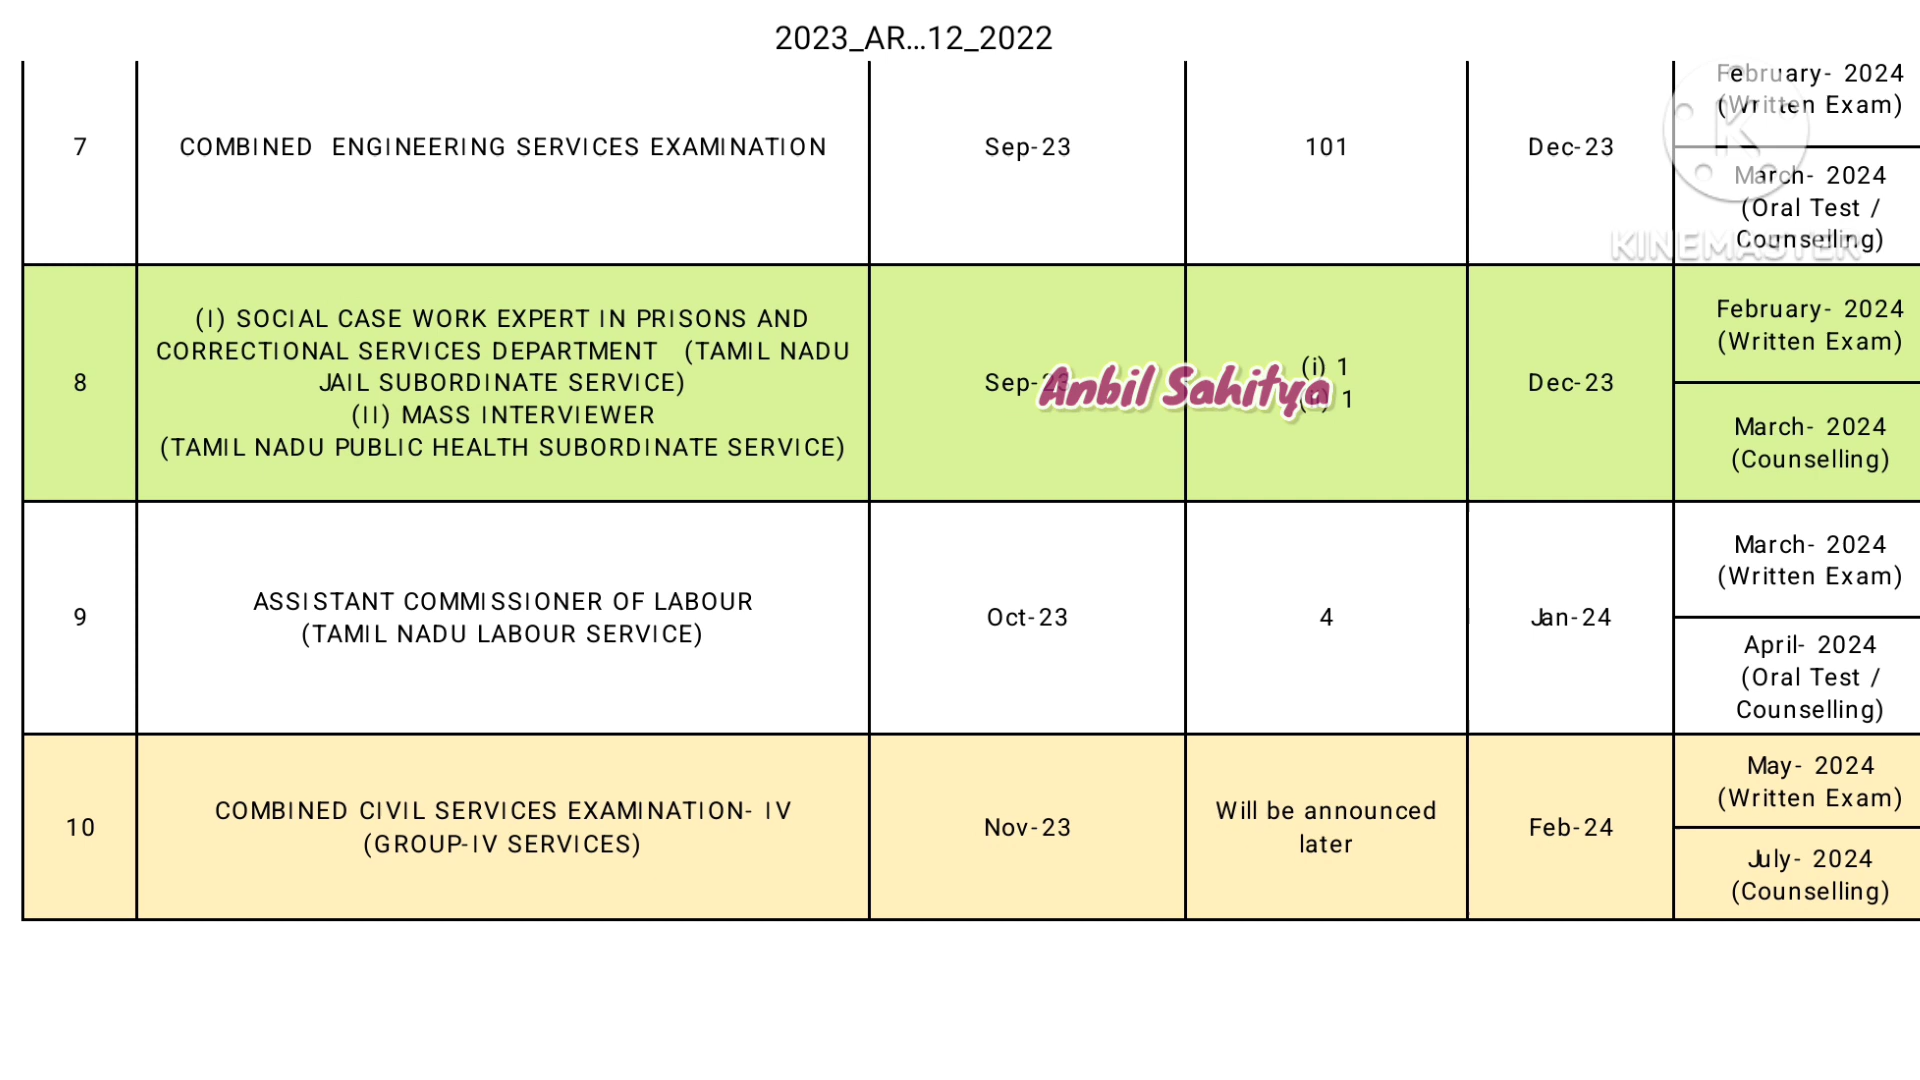 2023_AR...12_2022
7
COMBINED ENGINEERING SERVICES EXAMINATION
Sep-23
101
Dec-23
February- 2024
(Written Exam)
March- 2024
(Oral Test /
Counselling)
KINEMASTER
8
(I) SOCIAL CASE WORK EXPERT IN PRISONS AND
CORRECTIONAL SERVICES DEPARTMENT (TAMIL NADU
JAIL SUBORDINATE SERVICE)
(II) MASS INTERVIEWER
(TAMIL NADU PUBLIC HEALTH SUBORDINATE SERVICE)
Sep-23
Anbil Sahitya
(i) 1
(ii) 1
Dec-23
February- 2024
(Written Exam)
March- 2024
(Counselling)
9
ASSISTANT COMMISSIONER OF LABOUR
(TAMIL NADU LABOUR SERVICE)
Oct-23
4
Jan-24
March- 2024
(Written Exam)
April- 2024
(Oral Test /
Counselling)
10
COMBINED CIVIL SERVICES EXAMINATION- IV
(GROUP-IV SERVICES)
Nov-23
Will be announced
later
Feb-24
May- 2024
(Written Exam)
July- 2024
(Counselling)